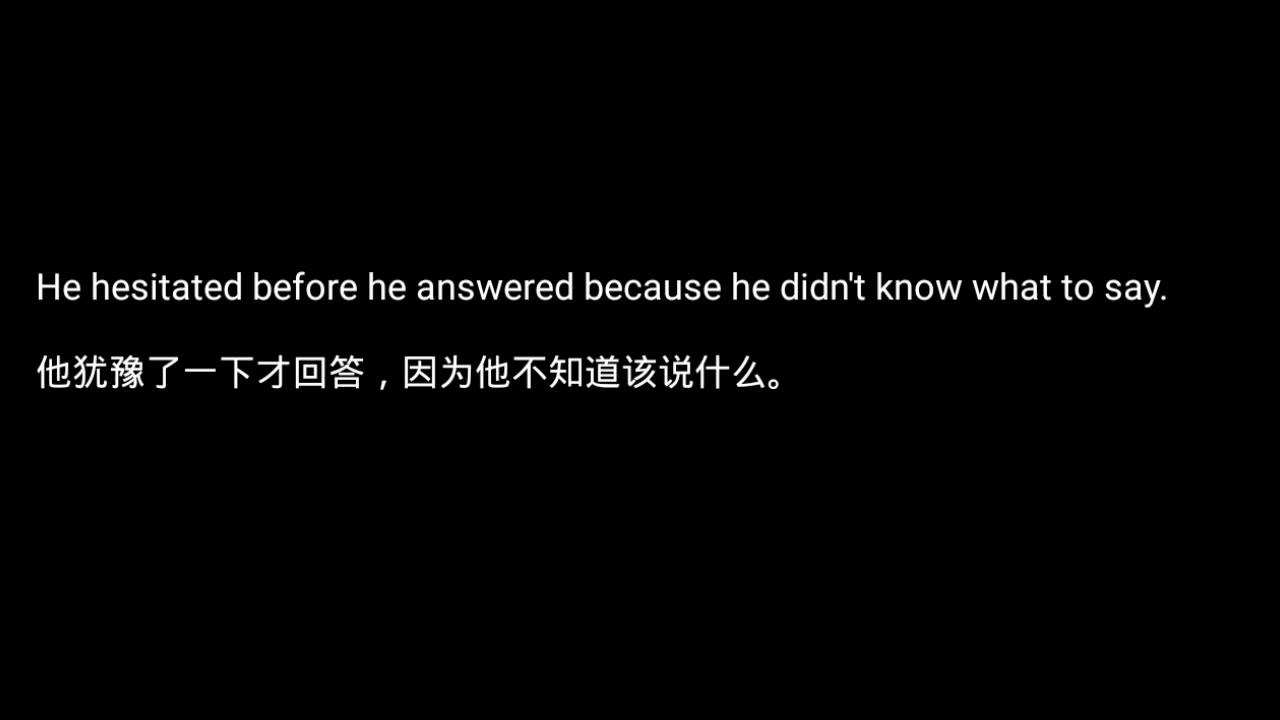 He hesitated before he answered because he didn't know what to say.
他犹豫了一下才回答，因为他不知道该说什么。